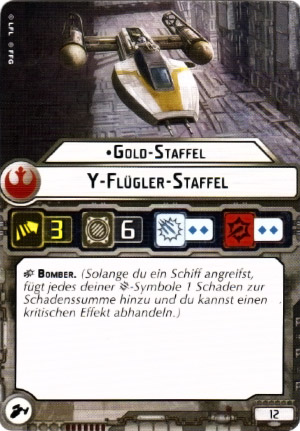 © LFL © FFG
•Gold-Staffel
Y-Flügler-Staffel
3 6
Bomber. (Solange du ein Schiff angreifst,
fügt jedes deiner -Symbole 1 Schaden zur
Schadenssumme hinzu und du kannst einen
kritischen Effekt abhandeln.)
12